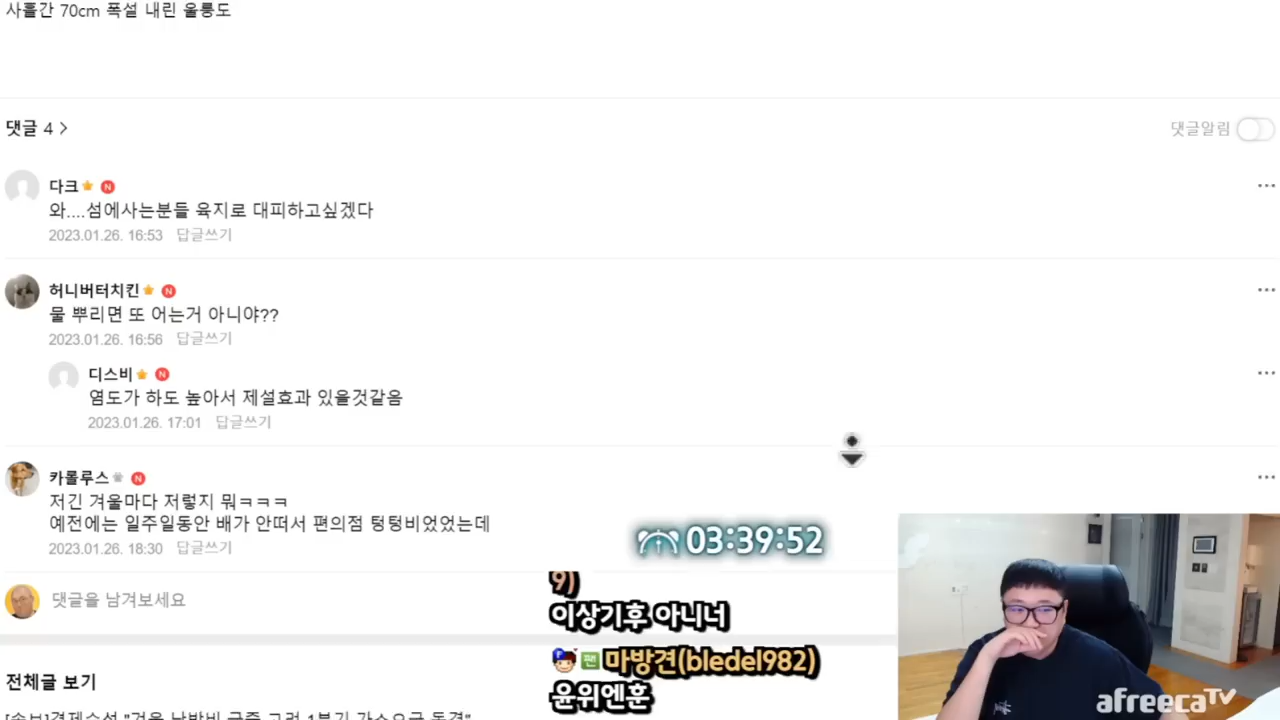 사흘간 70cm 폭설 내린 울릉도
댓글 4 >
댓글알림
다크 N
와....섬에사는분들 육지로 대피하고싶겠다
2023.01.26. 16:53 답글쓰기
허니버터치킨 N
물 뿌리면 또 어는거 아니야??
2023.01.26. 16:56 답글쓰기
디스비 N
염도가 하도 높아서 제설효과 있을것같음
2023.01.26. 17:01 답글쓰기
카롤루스 N
저긴 겨울마다 저렇지 뭐ㅋㅋㅋ
예전에는 일주일동안 배가 안떠서 편의점 텅텅비었었는데
2023.01.26. 18:30 답글쓰기
03:39:52
댓글을 남겨보세요
9)
이상기후 아니너
팬 마방견(bledel982)
윤위엔훈
전체글 보기
afreecaTV